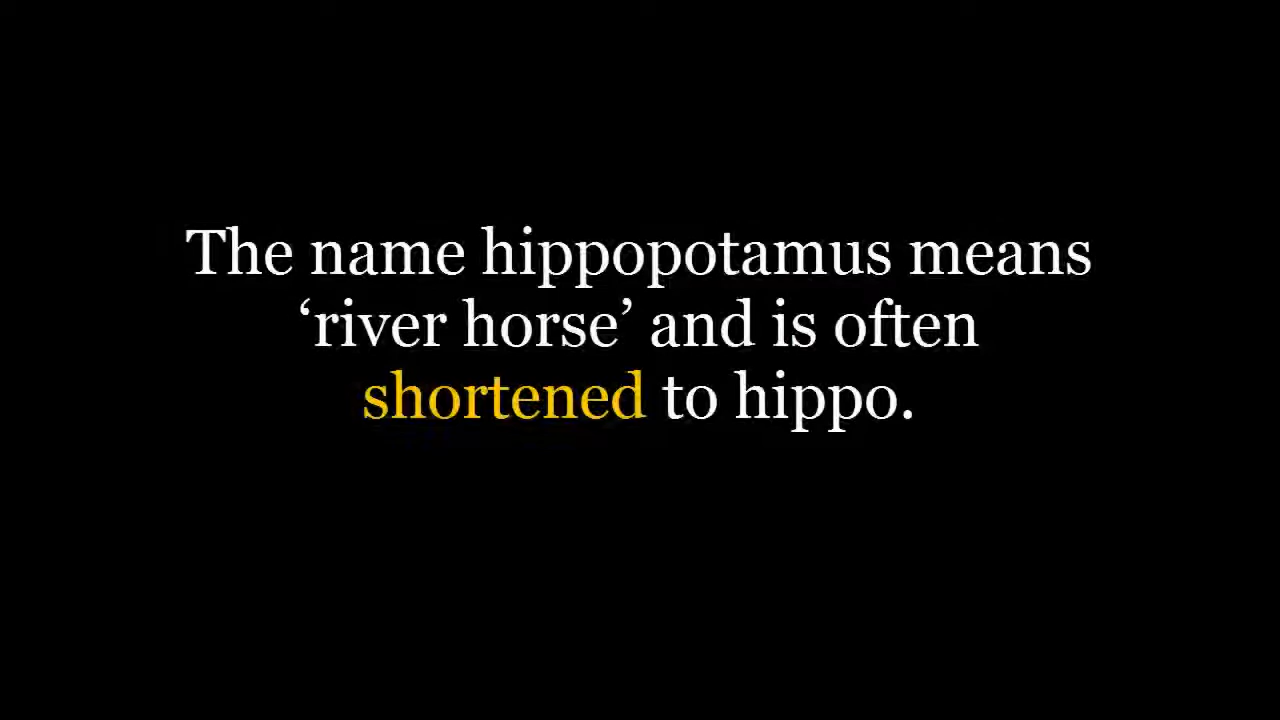 The name hippopotamus means
‘river horse’ and is often
shortened to hippo.